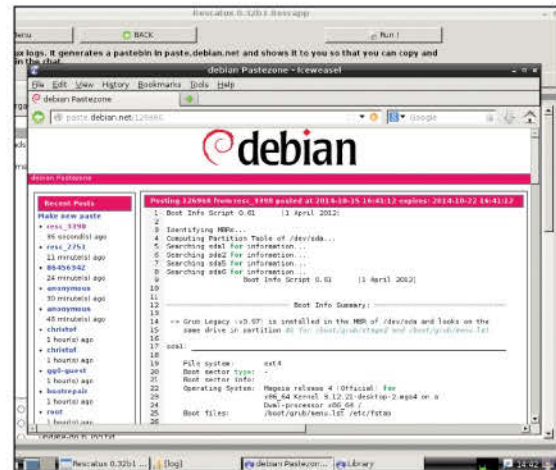 Rescatux 0.32b1 Rescapp
BACK
Run !
ux logs. It generates a pastebin in paste.debian.net and shows it to you so that you can copy and
in the chat.
debian Pastezone - Iceweasel
File Edit View History Bookmarks Tools Help
debian Pastezone
paste.debian.net/126966
Google
debian
debian Pastezone
Recent Posts
Make new paste
resc_3398
36 second(s) ago
resc_2751
11 minute(s) ago
86456342
24 minute(s) ago
anonymous
30 minute(s) ago
anonymous
46 minute(s) ago
christof
1 hour(s) ago
christof
1 hour(s) ago
gg0-guest
1 hour(s) ago
bootrepair
1 hour(s) ago
root
1 hour(s) ago
Posting 126964 from resc_3398 posted at 2014-10-15 16:41:12 expires: 2014-10-22 16:41:12
1 Boot Info Script 0.61 [1 April 2012]
2
3 Identifying MBRs...
4 Computing Partition Table of /dev/sda...
5 Searching sda1 for information...
6 Searching sda2 for information...
7 Searching sda5 for information...
8 Searching sda6 for information...
9 Boot Info Script 0.61 [1 April 2012]
10
11
12 Boot Info Summary:
13
14 => Grub Legacy (v0.97) is installed in the MBR of /dev/sda and looks on the
15 same drive in partition #1 for /boot/grub/stage2 and /boot/grub/menu.lst
16
17 sda1:
18
19 File system: ext4
20 Boot sector type: -
21 Boot sector info:
22 Operating System: Mageia release 4 (Official) for
23 x86_64 Kernel 3.12.21-desktop-2.mga4 on a
24 Dual-processor x86_64 /
25 Boot files: /boot/grub/menu.lst /etc/fstab
26
Rescatux 0.32b1 ...
[log]
debian Pastezon...
Library
14:42